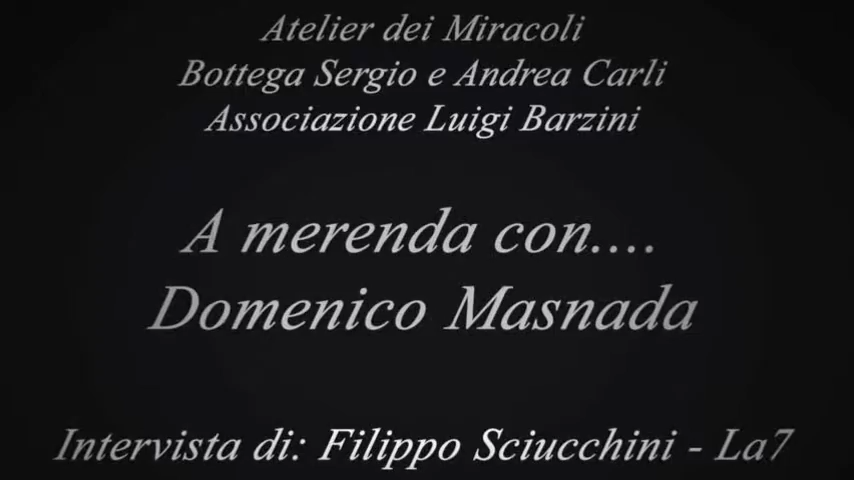 Atelier dei Miracoli
Bottega Sergio e Andrea Carli
Associazione Luigi Barzini
A merenda con....
Domenico Masnada
Intervista di: Filippo Sciucchini - La7